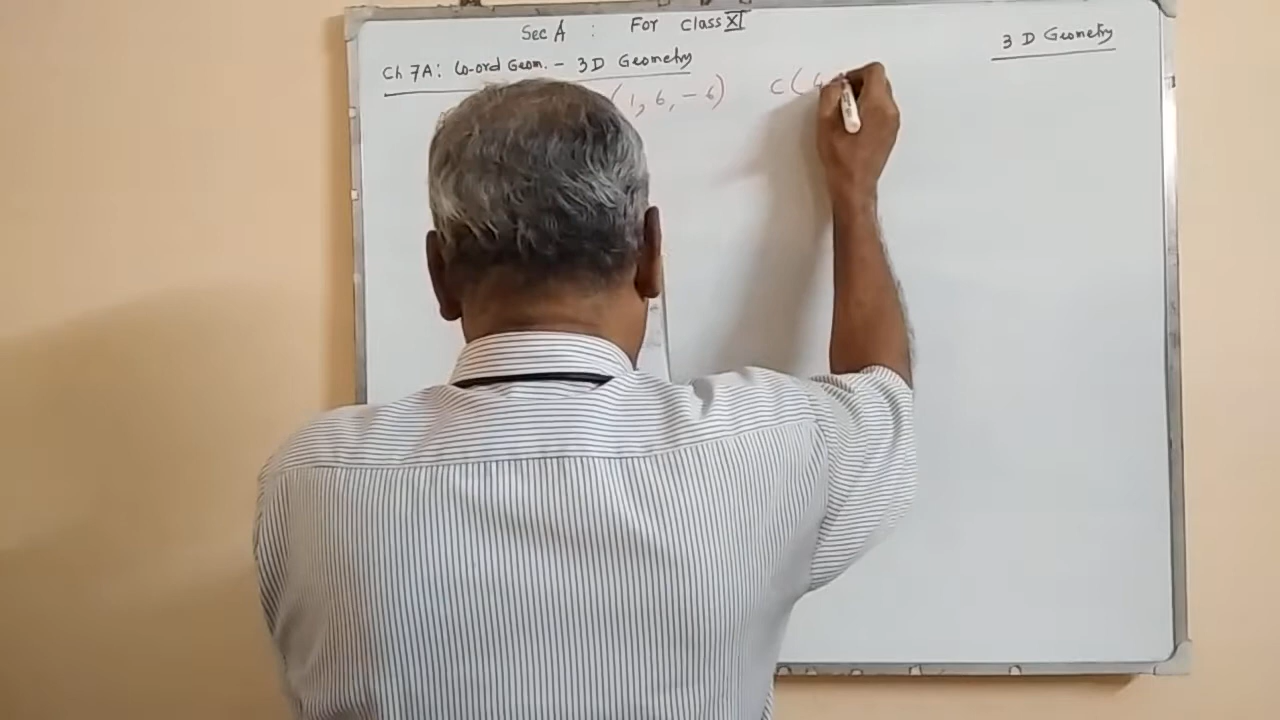 Sec A : For class XI
3 D Geometry
Ch 7A: Co-ord Geom. - 3D Geometry
(1, 6, -6) C(4